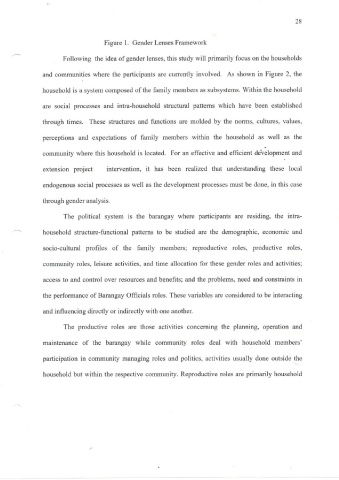 28
Figure 1. Gender Lenses Framework
Following the idea of gender lenses, this study will primarily focus on the households
and communities where the participants are currently involved. As shown in Figure 2, the
household is a system composed of the family members as subsystems. Within the household
are social processes and intra-household structural patterns which have been established
through times. These structures and functions are molded by the norms, cultures, values,
perceptions and expectations of family members within the household as well as the
community where this household is located. For an effective and efficient development and
extension project intervention, it has been realized that understanding these local
endogenous social processes as well as the development processes must be done, in this case
through gender analysis.
The political system is the barangay where participants are residing, the intra-
household structure-functional patterns to be studied are the demographic, economic and
socio-cultural profiles of the family members; reproductive roles, productive roles,
community roles, leisure activities, and time allocation for these gender roles and activities;
access to and control over resources and benefits; and the problems, need and constraints in
the performance of Barangay Officials roles. These variables are considered to be interacting
and influencing directly or indirectly with one another.
The productive roles are those activities concerning the planning, operation and
maintenance of the barangay while community roles deal with household members'
participation in community managing roles and politics, activities usually done outside the
household but within the respective community. Reproductive roles are primarily household